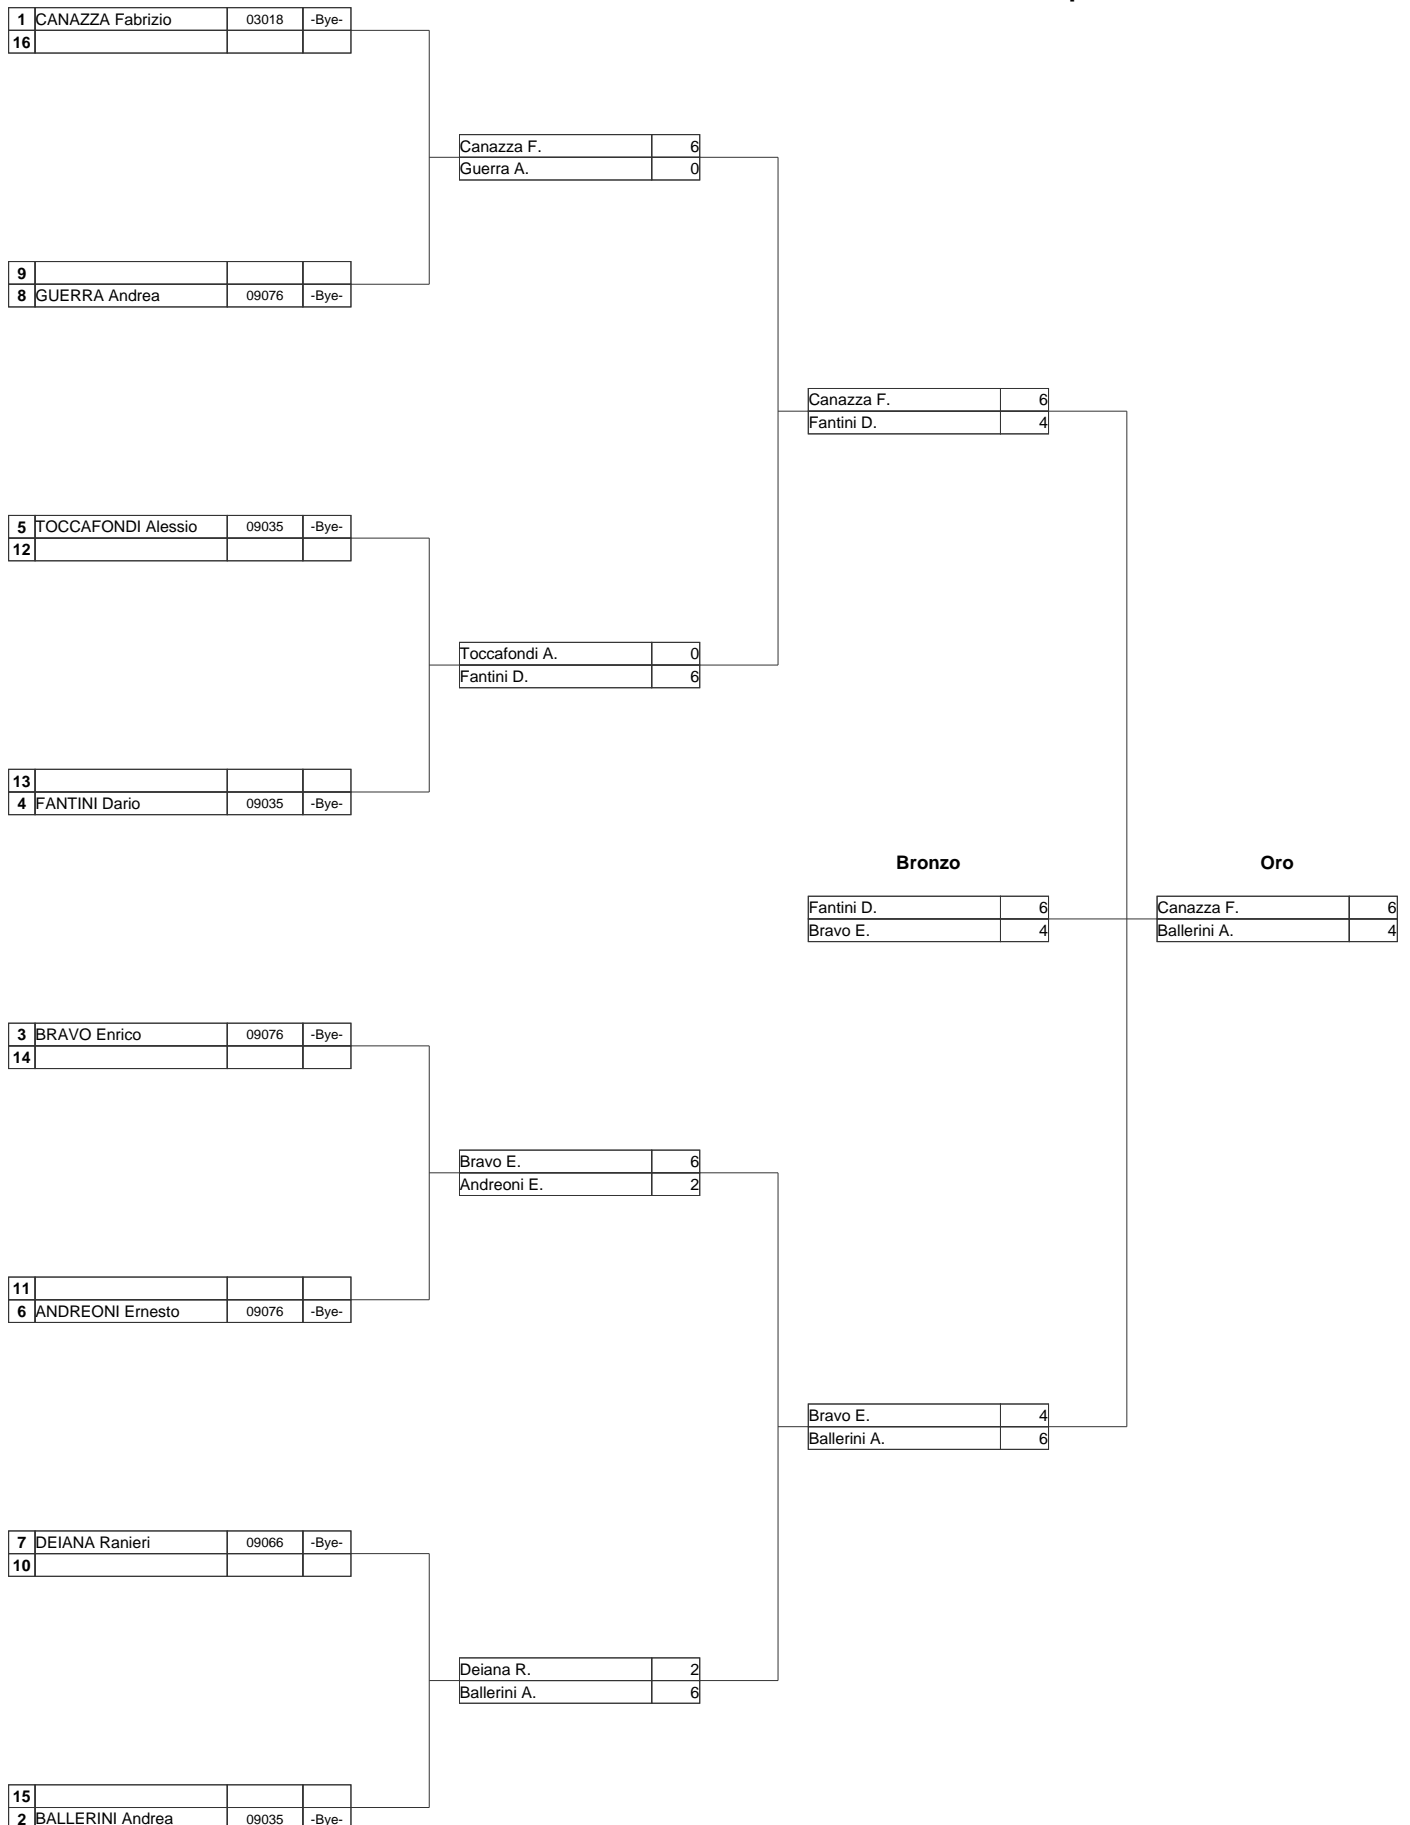 1 CANAZZA Fabrizio 03018 -Bye-
16
Canazza F. 6
Guerra A. 0
9
8 GUERRA Andrea 09076 -Bye-
Canazza F. 6
Fantini D. 4
5 TOCCAFONDI Alessio 09035 -Bye-
12
Toccafondi A. 0
Fantini D. 6
13
4 FANTINI Dario 09035 -Bye-
Bronzo Oro
Fantini D. 6 Canazza F. 6
Bravo E. 4 Ballerini A. 4
3 BRAVO Enrico 09076 -Bye-
14
Bravo E. 6
Andreoni E. 2
11
6 ANDREONI Ernesto 09076 -Bye-
Bravo E. 4
Ballerini A. 6
7 DEIANA Ranieri 09066 -Bye-
10
Deiana R. 2
Ballerini A. 6
15
2 BALLERINI Andrea 09035 -Bye-